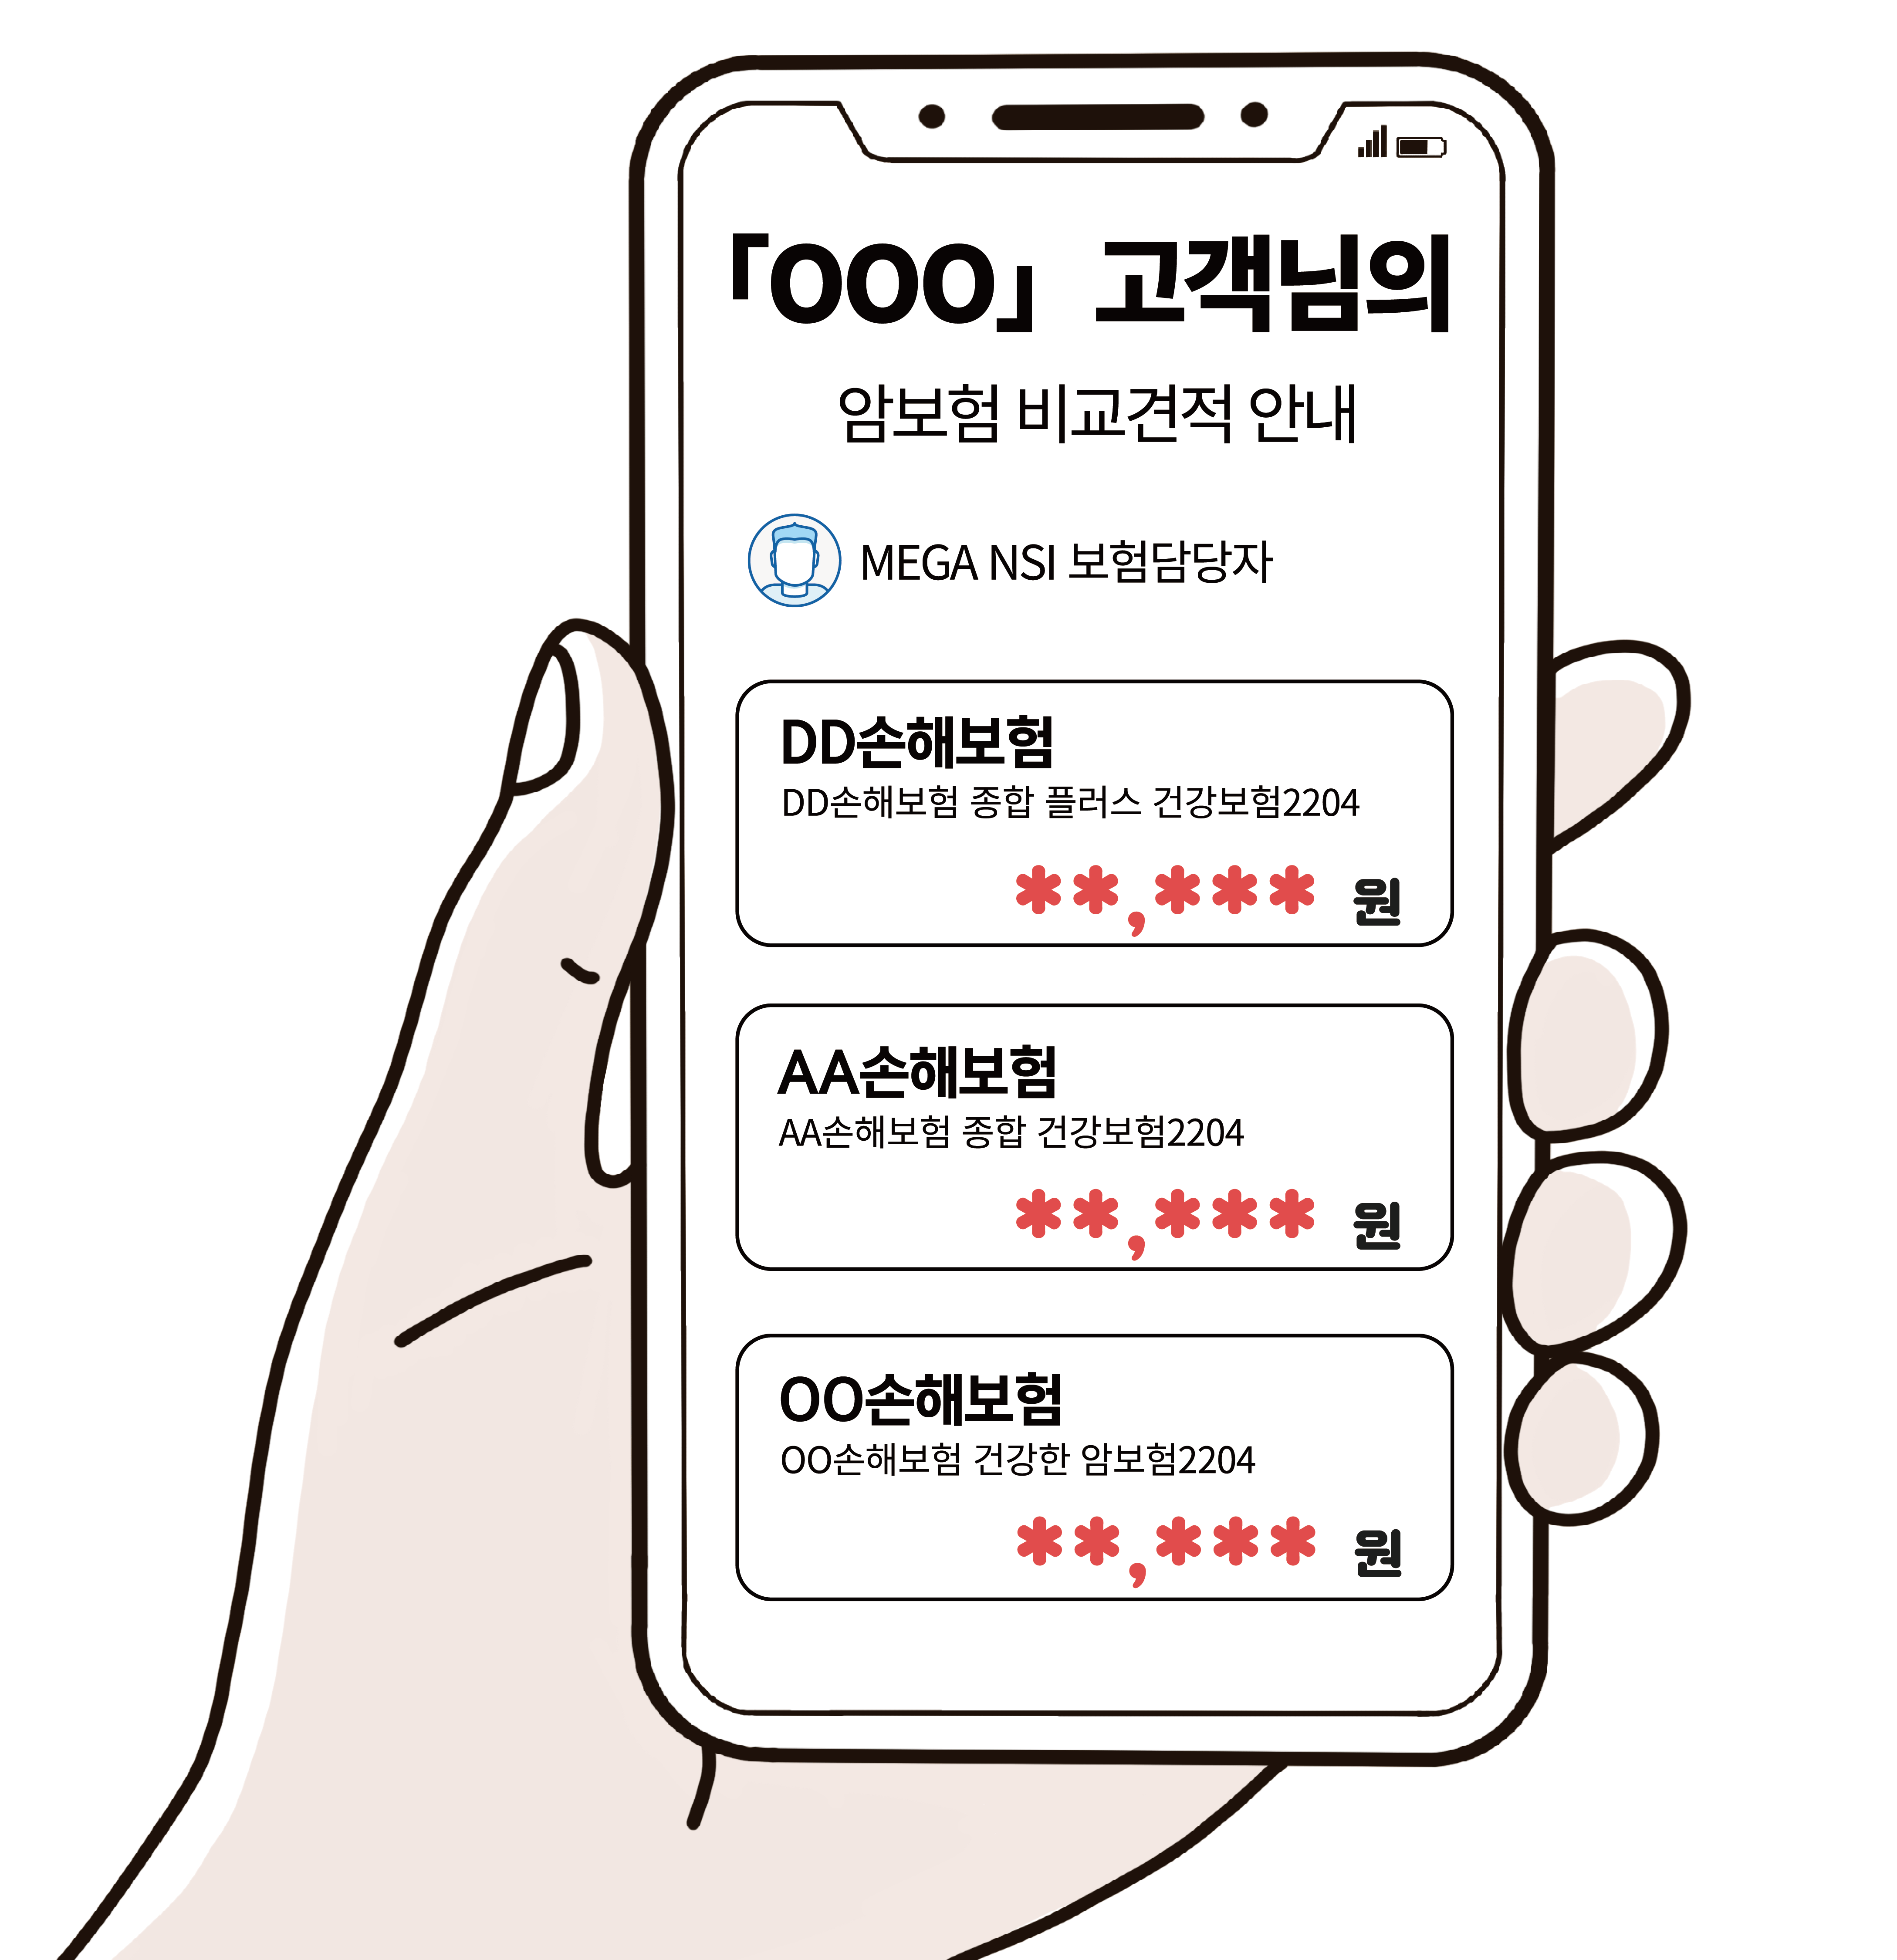 「OOO」 고객님의
암보험 비교견적 안내
MEGA NSI 보험담당자
DD손해보험
DD손해보험 종합 플러스 건강보험2204
**,*** 원
AA손해보험
AA손해보험 종합 건강보험2204
**,*** 원
OO손해보험
OO손해보험 건강한 암보험2204
**,*** 원